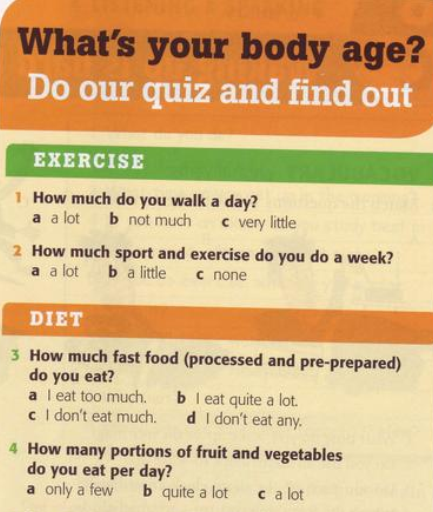 What's your body age?
Do our quiz and find out
EXERCISE
1 How much do you walk a day?
a a lot b not much c very little
2 How much sport and exercise do you do a week?
a a lot b a little c none
DIET
3 How much fast food (processed and pre-prepared)
do you eat?
a I eat too much. b I eat quite a lot.
c I don't eat much. d I don't eat any.
4 How many portions of fruit and vegetables
do you eat per day?
a only a few b quite a lot c a lot